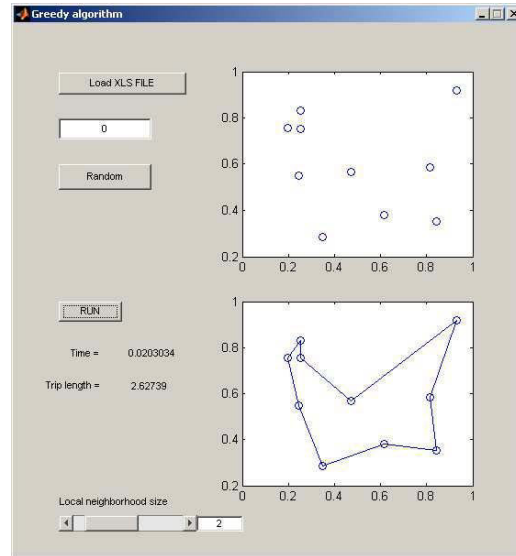 Greedy algorithm
Load XLS FILE
0
Random
1
0.8
0.6
0.4
0.2
0 0.2 0.4 0.6 0.8 1
RUN
Time = 0.0203034
Trip length = 2.62739
1
0.8
0.6
0.4
0.2
0 0.2 0.4 0.6 0.8 1
Local neighborhood size
2